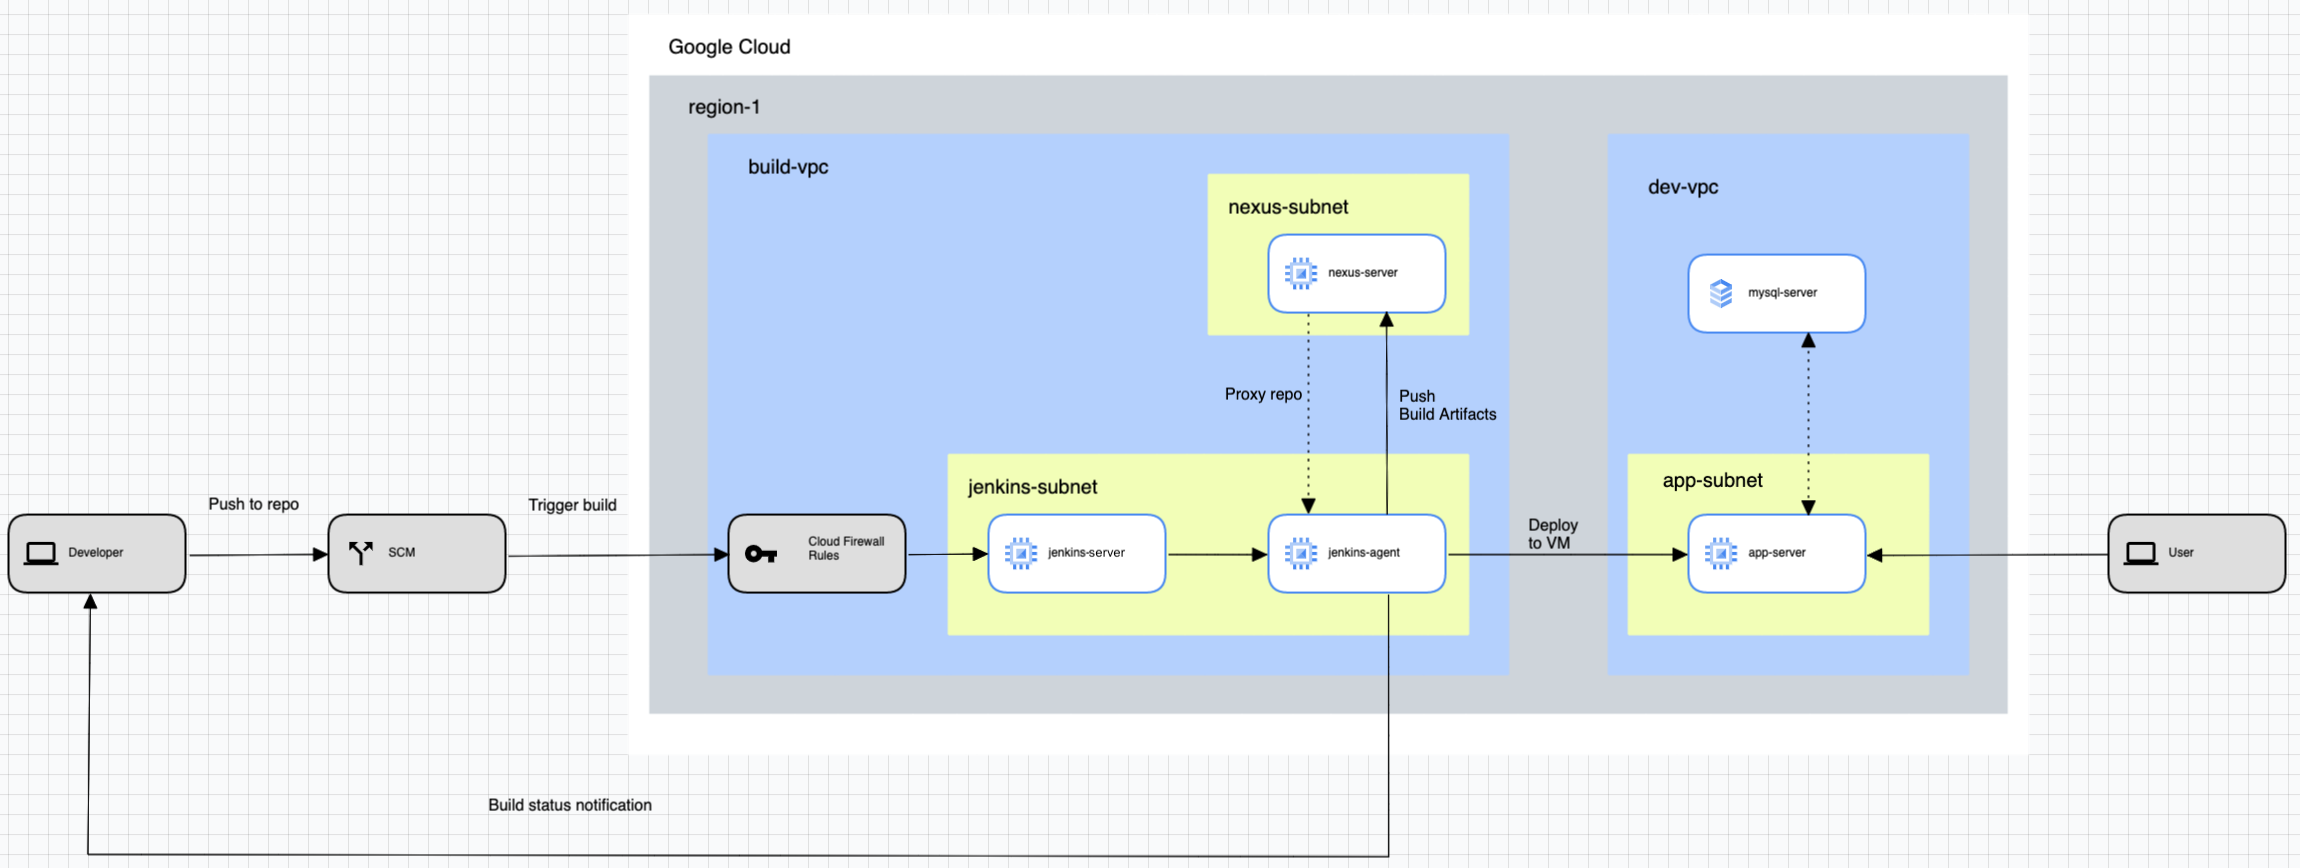 Google Cloud
region-1
build-vpc
dev-vpc
nexus-subnet
nexus-server
mysql-server
Proxy repo
Push
Build Artifacts
jenkins-subnet
app-subnet
Push to repo
Trigger build
Deploy
to VM
Developer
SCM
Cloud Firewall
Rules
jenkins-server
jenkins-agent
app-server
User
Build status notification